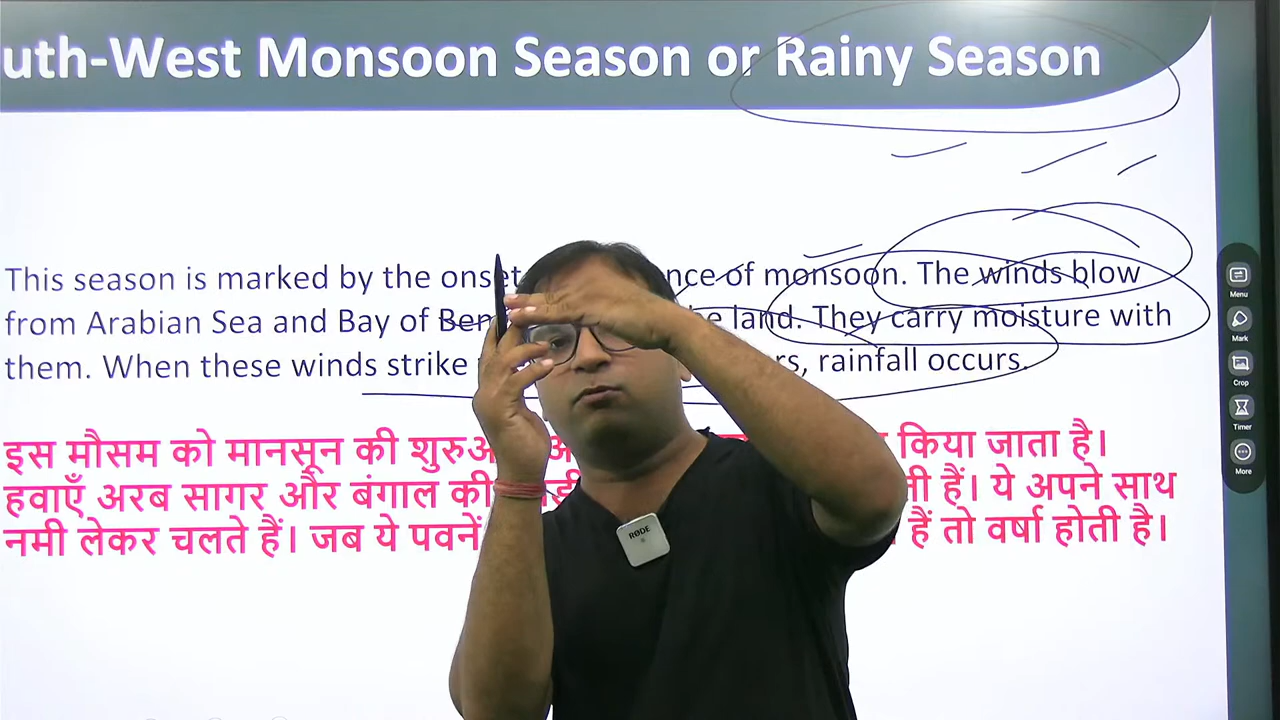 uth-West Monsoon Season or Rainy Season
This season is marked by the onset nce of monsoon. The winds blow
from Arabian Sea and Bay of Ben e land. They carry moisture with
them. When these winds strike rs, rainfall occurs.
इस मौसम को मानसून की शुरुअ किया जाता है।
हवाएँ अरब सागर और बंगाल की ती हैं। ये अपने साथ
नमी लेकर चलते हैं। जब ये पवनें हैं तो वर्षा होती है।
Menu
Mark
Crop
Timer
More
RØDE